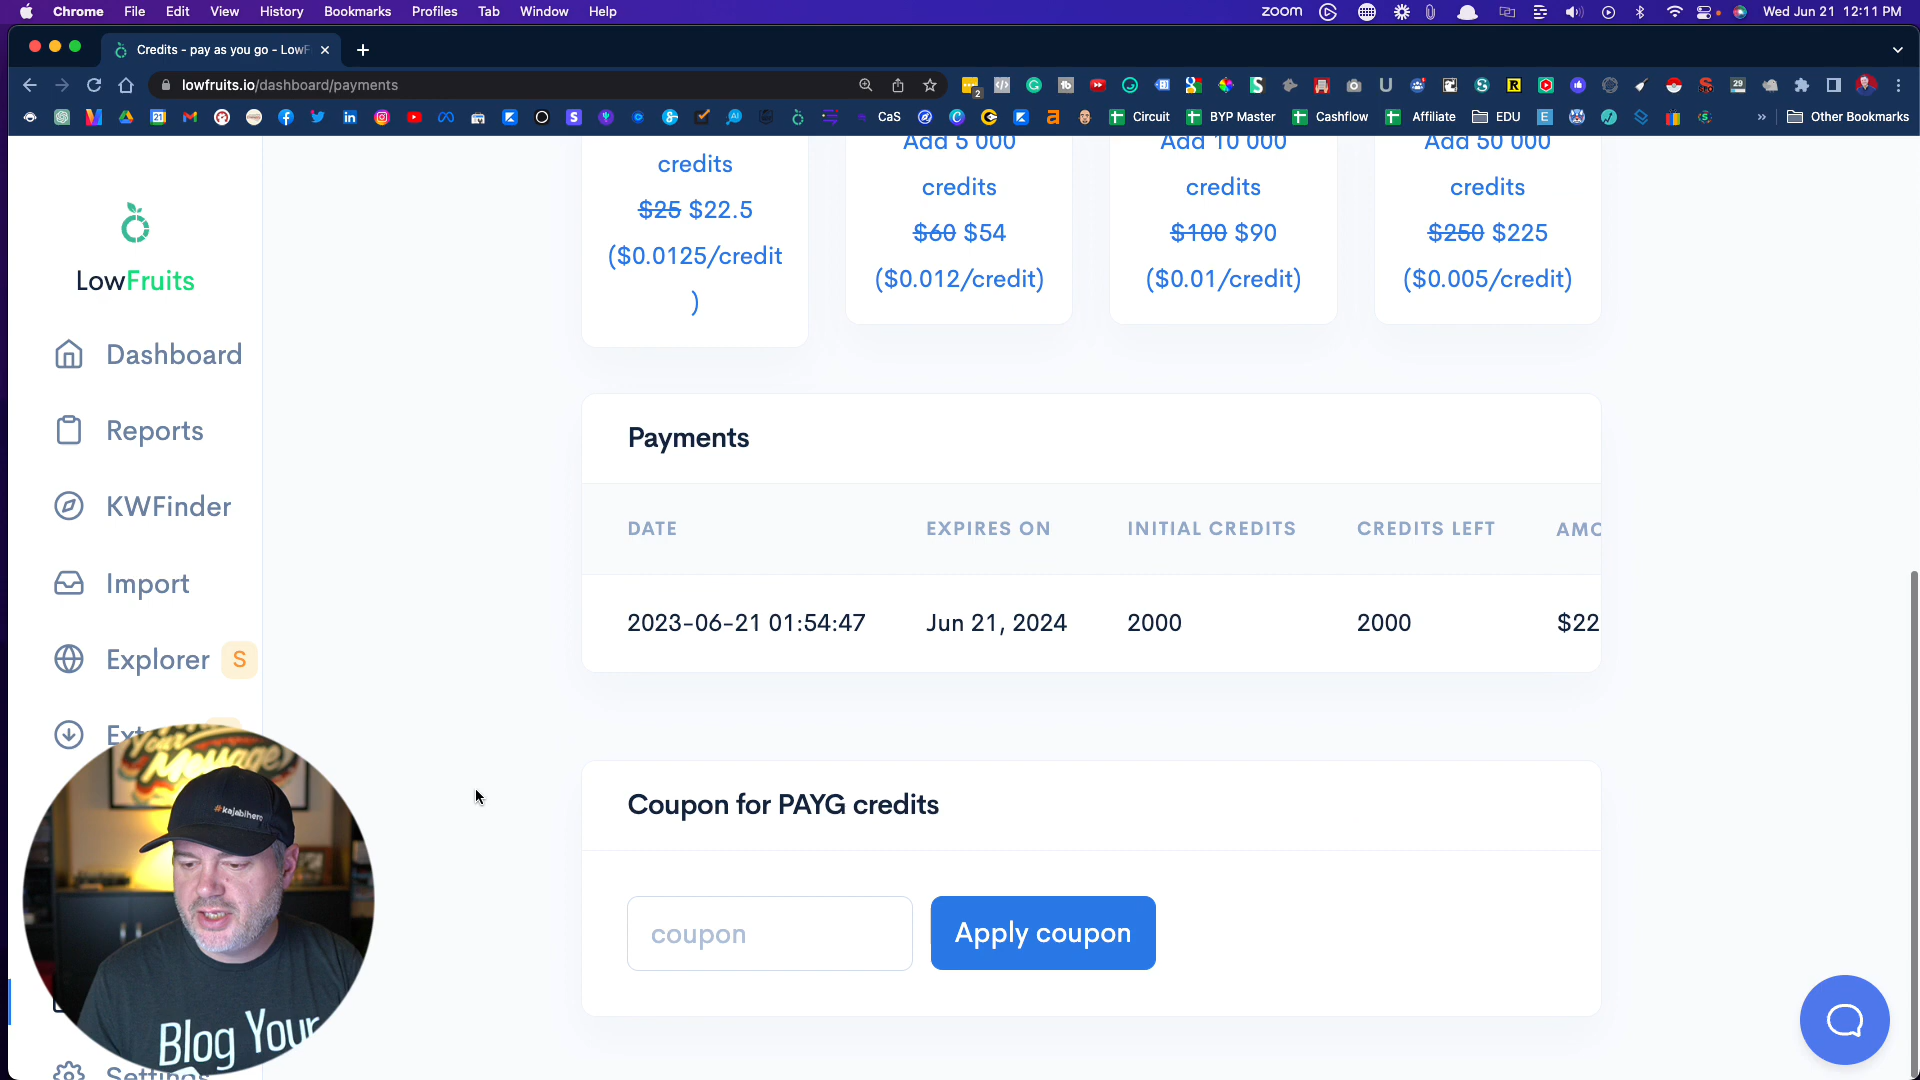 Chrome File Edit View History Bookmarks Profiles Tab Window Help
zoom
Wed Jun 21 12:11 PM
Credits - pay as you go - LowF
lowfruits.io/dashboard/payments
CaS Circuit BYP Master Cashflow Affiliate EDU
Other Bookmarks
LowFruits
Dashboard
Reports
KWFinder
Import
Explorer S
Ext
Settings
credits
$25 $22.5
($0.0125/credit
)
Add 5 000
credits
$60 $54
($0.012/credit)
Add 10 000
credits
$100 $90
($0.01/credit)
Add 50 000
credits
$250 $225
($0.005/credit)
Payments
DATE EXPIRES ON INITIAL CREDITS CREDITS LEFT AMO
2023-06-21 01:54:47 Jun 21, 2024 2000 2000 $22
Coupon for PAYG credits
coupon
Apply coupon
Your
Message
#kajabihero
Blog Your